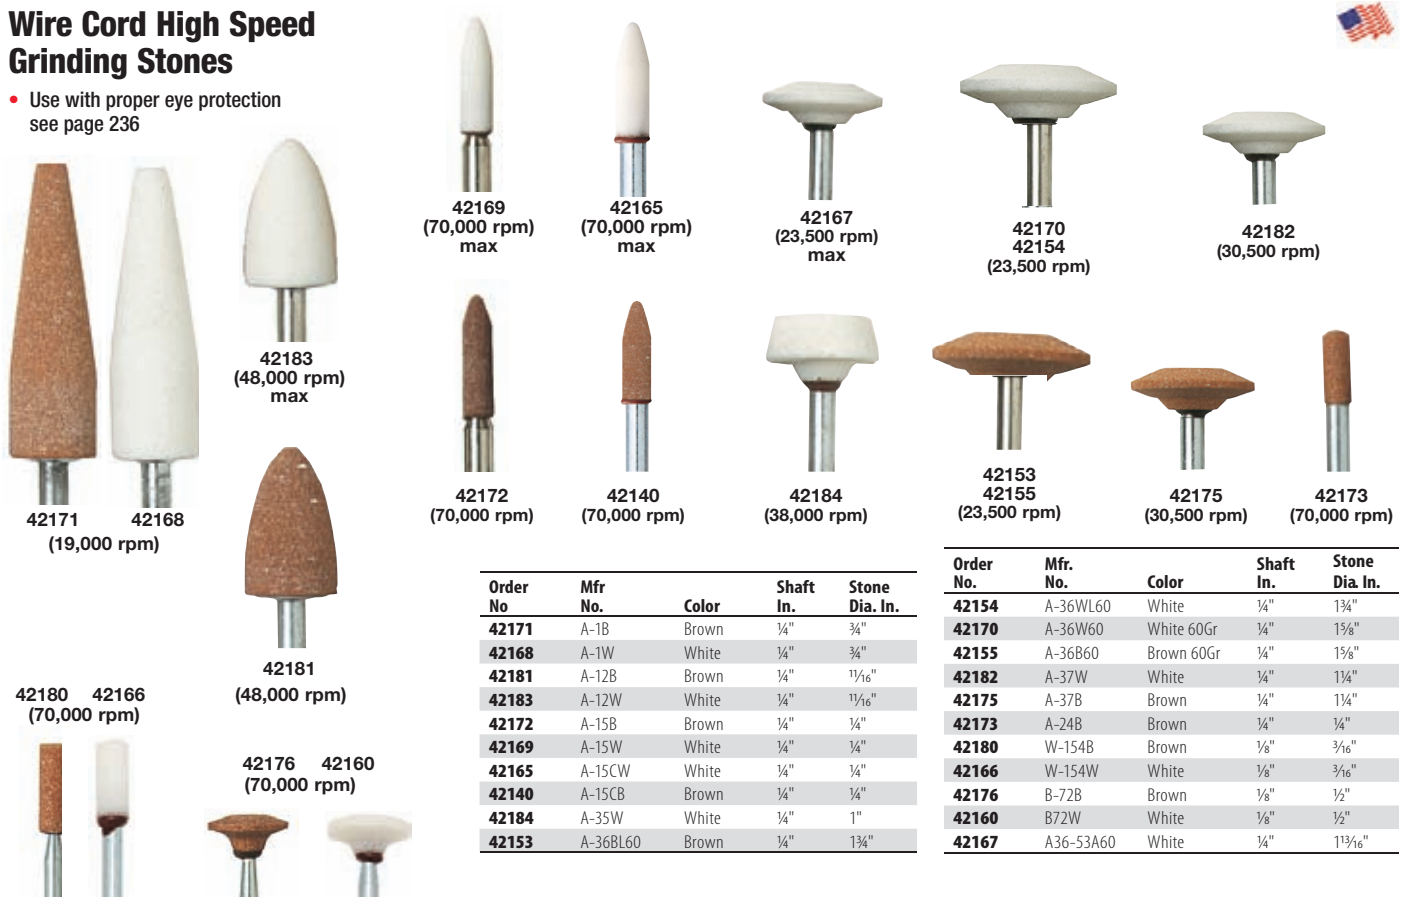 Wire Cord High Speed
Grinding Stones
• Use with proper eye protection
see page 236
42169
(70,000 rpm)
max
42165
(70,000 rpm)
max
42167
(23,500 rpm)
max
42170
42154
(23,500 rpm)
42182
(30,500 rpm)
42183
(48,000 rpm)
max
42171 42168
(19,000 rpm)
42172
(70,000 rpm)
42140
(70,000 rpm)
42184
(38,000 rpm)
42153
42155
(23,500 rpm)
42175
(30,500 rpm)
42173
(70,000 rpm)
42181
(48,000 rpm)
42180 42166
(70,000 rpm)
42176 42160
(70,000 rpm)
Order Mfr Shaft Stone
No No. Color In. Dia. In.
42171 A-1B Brown ¼" ¾"
42168 A-1W White ¼" ¾"
42181 A-12B Brown ¼" ¹¹⁄₁₆"
42183 A-12W White ¼" ¹¹⁄₁₆"
42172 A-15B Brown ¼" ¼"
42169 A-15W White ¼" ¼"
42165 A-15CW White ¼" ¼"
42140 A-15CB Brown ¼" ¼"
42184 A-35W White ¼" 1"
42153 A-36BL60 Brown ¼" 1¾"
Order Mfr. Shaft Stone
No. No. Color In. Dia. In.
42154 A-36WL60 White ¼" 1¾"
42170 A-36W60 White 60Gr ¼" 1⅝"
42155 A-36B60 Brown 60Gr ¼" 1⅝"
42182 A-37W White ¼" 1¼"
42175 A-37B Brown ¼" 1¼"
42173 A-24B Brown ¼" ¼"
42180 W-154B Brown ⅛" ³⁄₁₆"
42166 W-154W White ⅛" ³⁄₁₆"
42176 B-72B Brown ⅛" ½"
42160 B72W White ⅛" ½"
42167 A36-53A60 White ¼" 1¹³⁄₁₆"